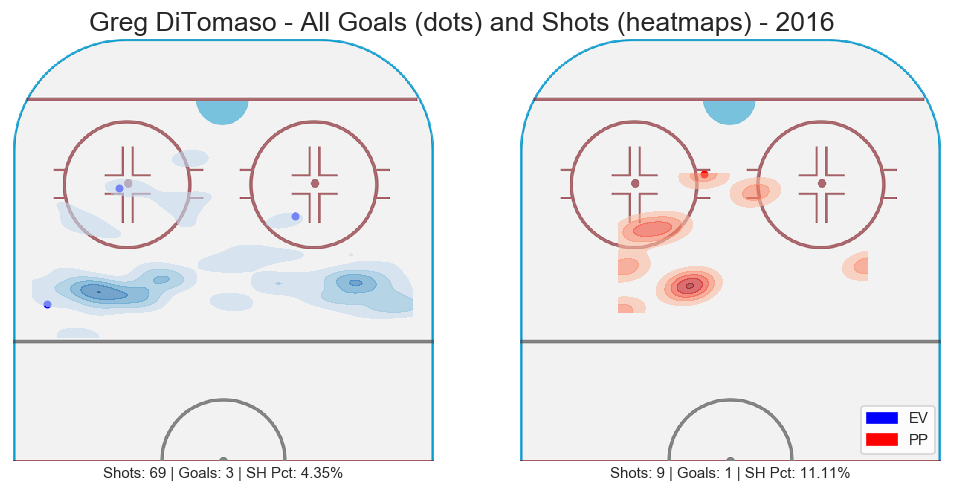 Greg DiTomaso - All Goals (dots) and Shots (heatmaps) - 2016
EV
PP
Shots: 69 | Goals: 3 | SH Pct: 4.35%
Shots: 9 | Goals: 1 | SH Pct: 11.11%